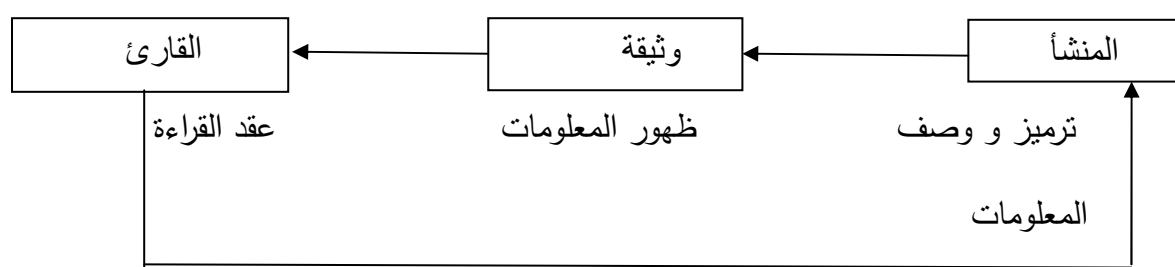 المنشأ
وثيقة
القارئ
ترميز و وصف
المعلومات
ظهور المعلومات
عقد القراءة